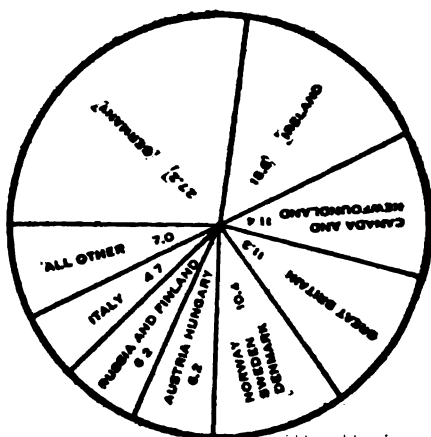 GERMANY
27.2
IRELAND
15.6
CANADA AND
NEWFOUNDLAND
11.4
GREAT BRITAIN
11.3
DENMARK
SWEDEN
NORWAY
10.4
AUSTRIA HUNGARY
6.2
RUSSIA AND FINLAND
6.2
ITALY 4.7
ALL OTHER 7.0